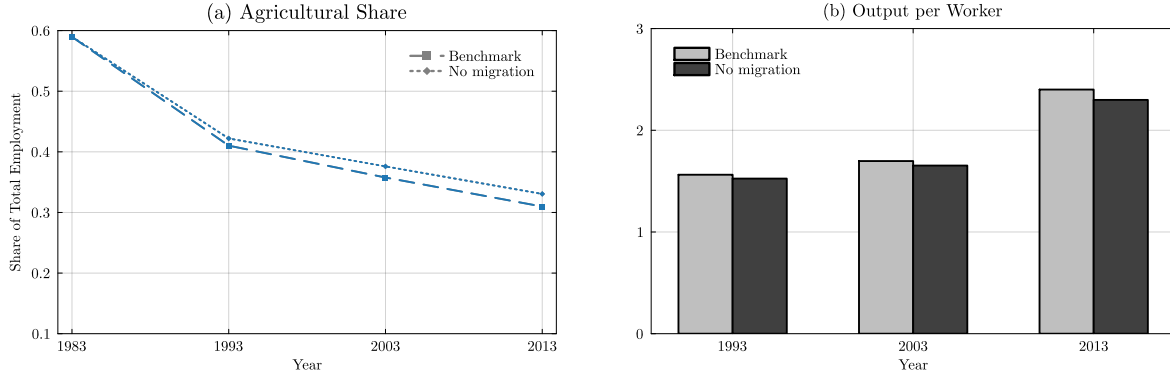 (a) Agricultural Share
0.6
0.5
0.4
0.3
0.2
0.1
Share of Total Employment
Benchmark
No migration
1983
1993
2003
2013
Year
(b) Output per Worker
3
2
1
0
Benchmark
No migration
1993
2003
2013
Year